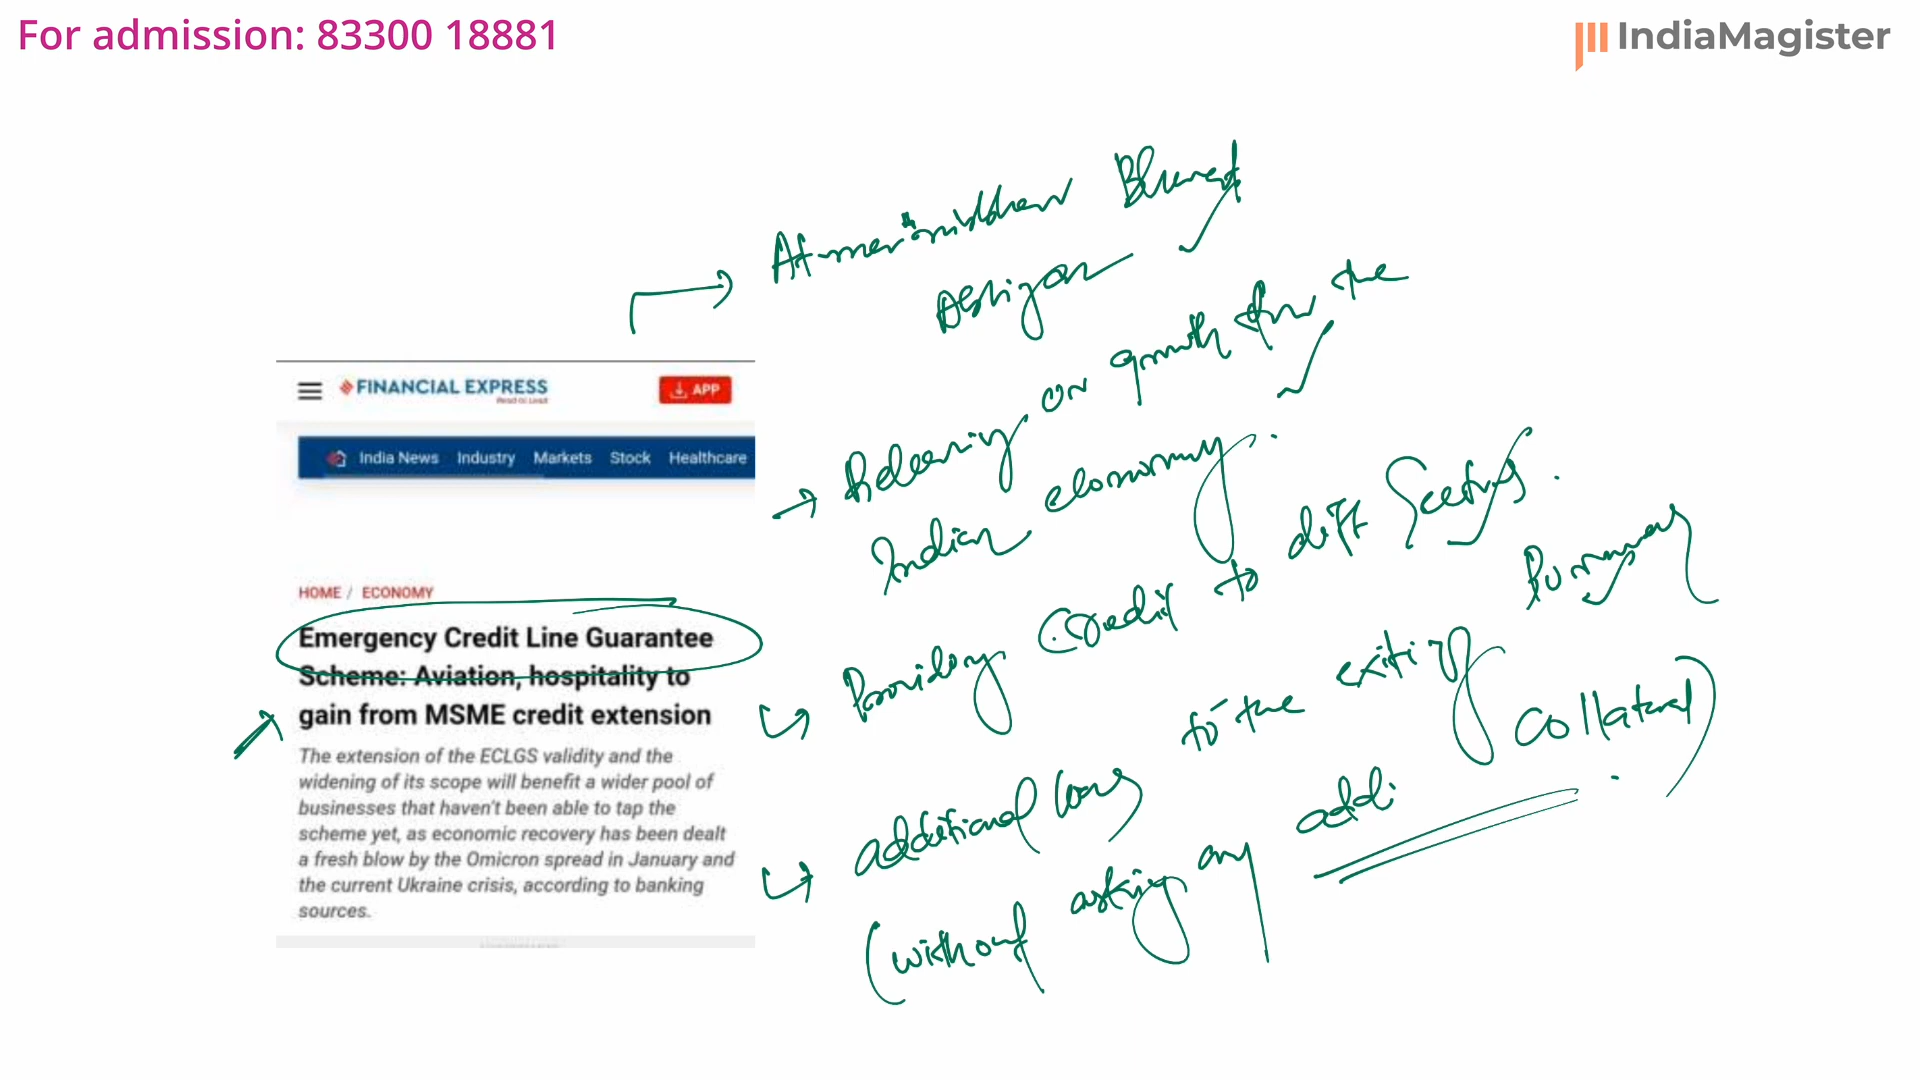 For admission: 83300 18881
IndiaMagister
Bharat
FINANCIAL EXPRESS
Read to Lead
APP
India News Industry Markets Stock Healthcare
HOME / ECONOMY
Emergency Credit Line Guarantee
Scheme: Aviation, hospitality to
gain from MSME credit extension
The extension of the ECLGS validity and the
widening of its scope will benefit a wider pool of
businesses that haven't been able to tap the
scheme yet, as economic recovery has been dealt
a fresh blow by the Omicron spread in January and
the current Ukraine crisis, according to banking
sources.
on growth for the
Indian economy.
Providing Credit to diff Sectors.
additional loans to the exiting
(without asking any addi collateral)